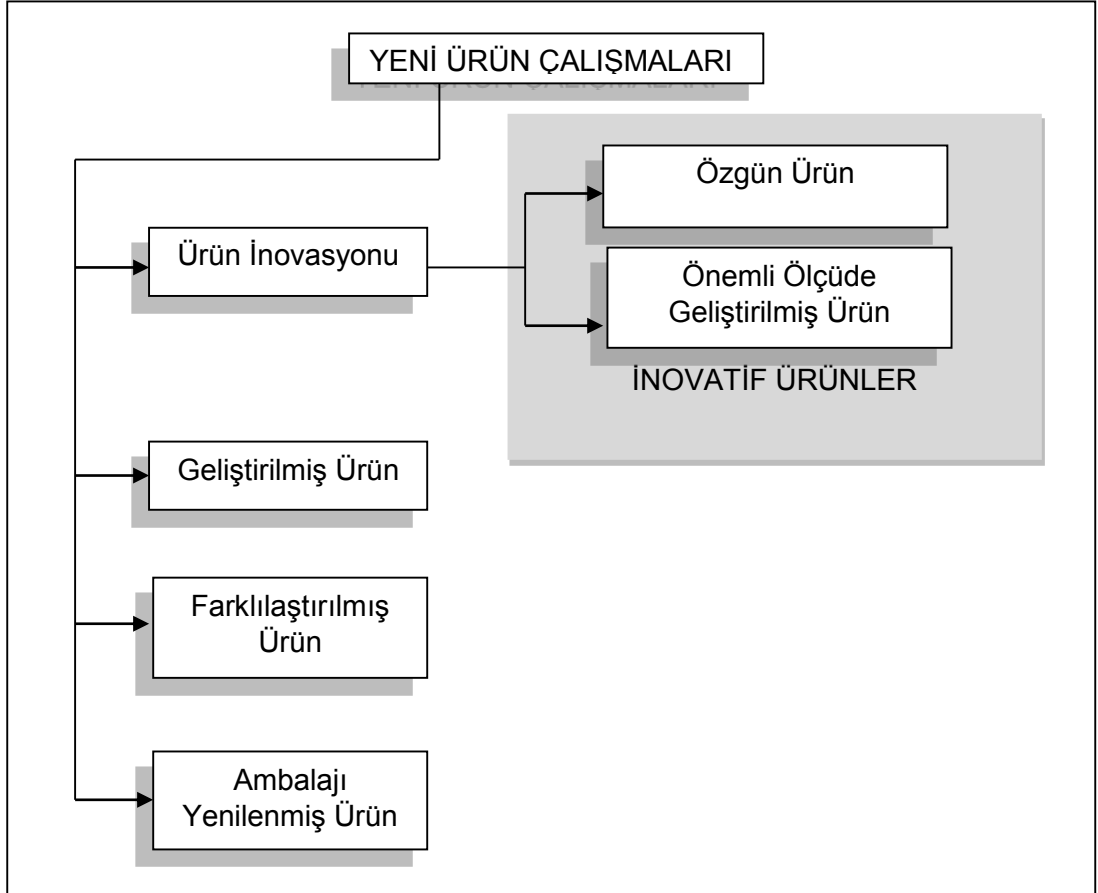 YENİ ÜRÜN ÇALIŞMALARI
Özgün Ürün
Ürün İnovasyonu
Önemli Ölçüde
Geliştirilmiş Ürün
İNOVATİF ÜRÜNLER
Geliştirilmiş Ürün
Farklılaştırılmış
Ürün
Ambalajı
Yenilenmiş Ürün